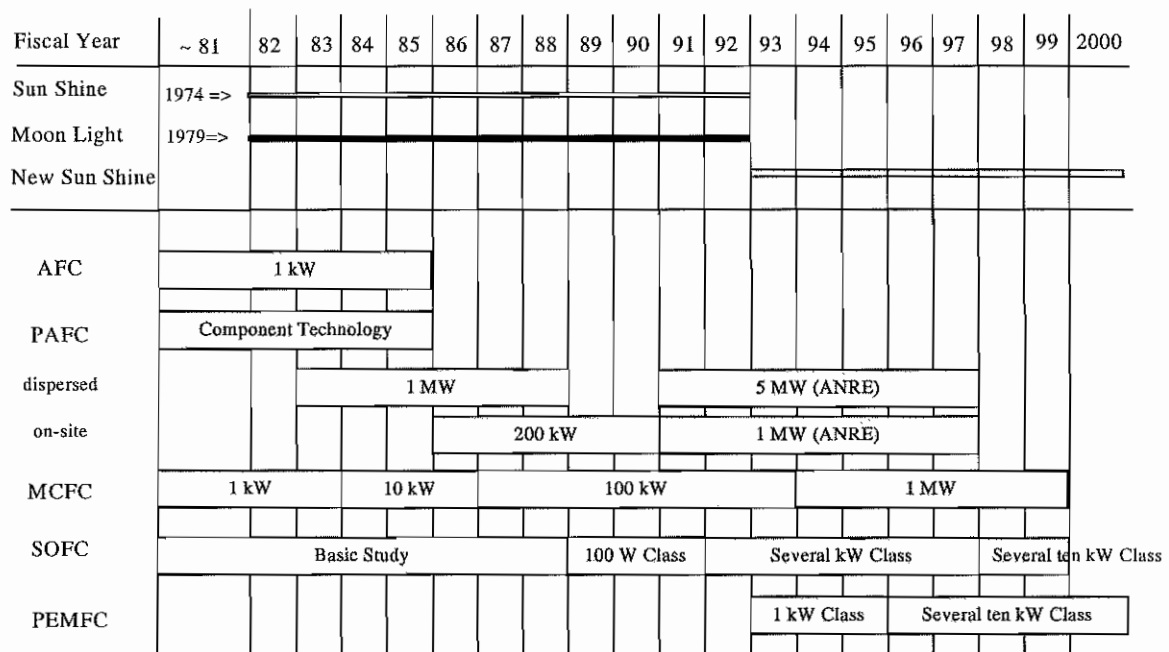 Fiscal Year ~ 81 82 83 84 85 86 87 88 89 90 91 92 93 94 95 96 97 98 99 2000
Sun Shine 1974 =>
Moon Light 1979=>
New Sun Shine
AFC 1 kW
PAFC Component Technology
dispersed 1 MW 5 MW (ANRE)
on-site 200 kW 1 MW (ANRE)
MCFC 1 kW 10 kW 100 kW 1 MW
SOFC Basic Study 100 W Class Several kW Class Several ten kW Class
PEMFC 1 kW Class Several ten kW Class